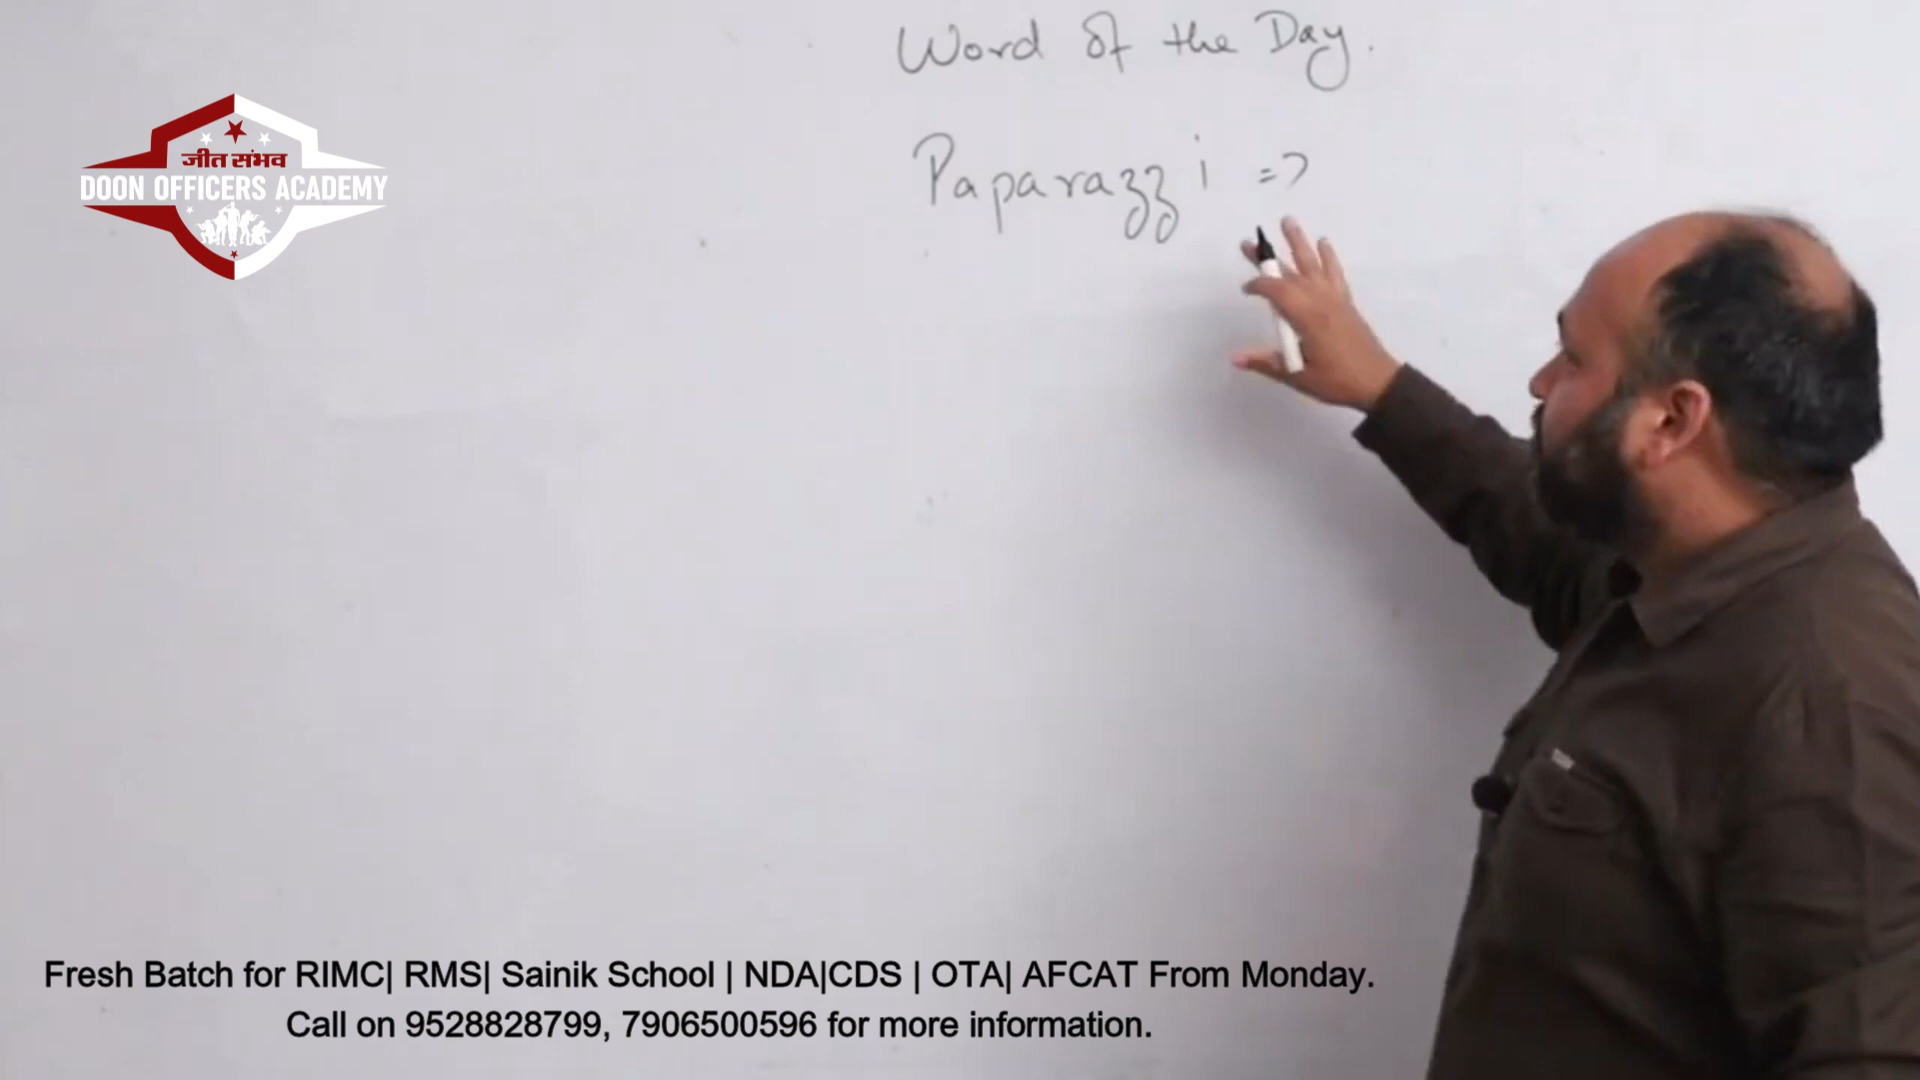 Word Of the Day.
Paparazzi =>
जीत संभव
DOON OFFICERS ACADEMY
Fresh Batch for RIMC| RMS| Sainik School | NDA|CDS | OTA| AFCAT From Monday.
Call on 9528828799, 7906500596 for more information.